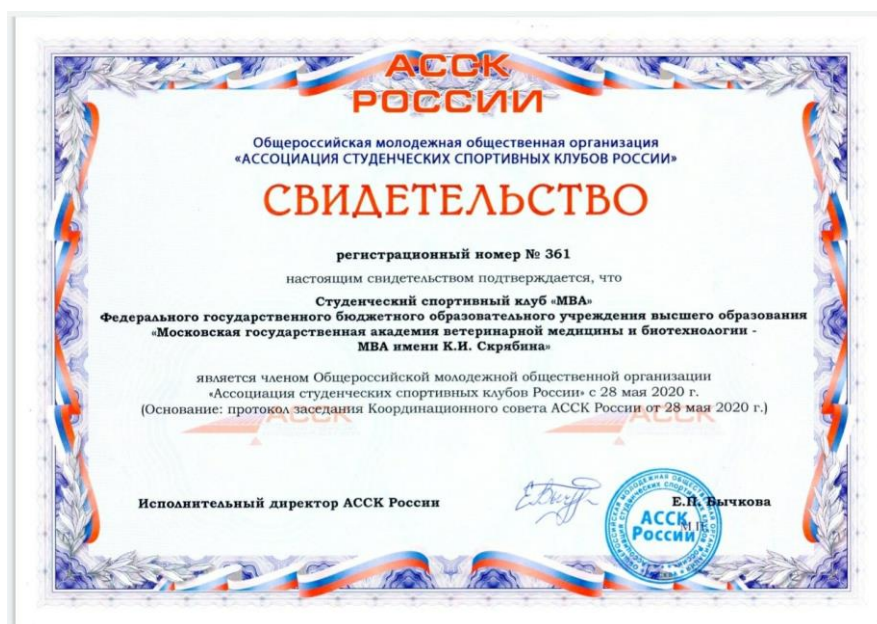 АССК
РОССИИ
Общероссийская молодежная общественная организация
«АССОЦИАЦИЯ СТУДЕНЧЕСКИХ СПОРТИВНЫХ КЛУБОВ РОССИИ»
СВИДЕТЕЛЬСТВО
регистрационный номер № 361
настоящим свидетельством подтверждается, что
Студенческий спортивный клуб «МВА»
Федерального государственного бюджетного образовательного учреждения высшего образования
«Московская государственная академия ветеринарной медицины и биотехнологии -
МВА имени К.И. Скрябина»
является членом Общероссийской молодежной общественной организации
«Ассоциация студенческих спортивных клубов России» с 28 мая 2020 г.
(Основание: протокол заседания Координационного совета АССК России от 28 мая 2020 г.)
АССК АССК
Исполнительный директор АССК России Е.П. Бычкова
М.П.
АССК
России